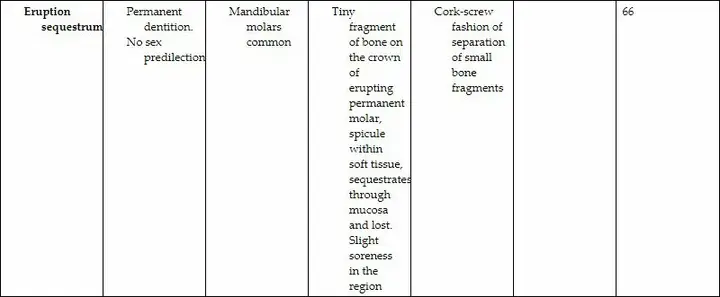 Eruption
sequestrum
Permanent
dentition.
No sex
predilection
Mandibular
molars
common
Tiny
fragment
of bone on
the crown
of
erupting
permanent
molar,
spicule
within
soft tissue,
sequestrates
through
mucosa
and lost.
Slight
soreness
in the
region
Cork-screw
fashion of
separation
of small
bone
fragments
66